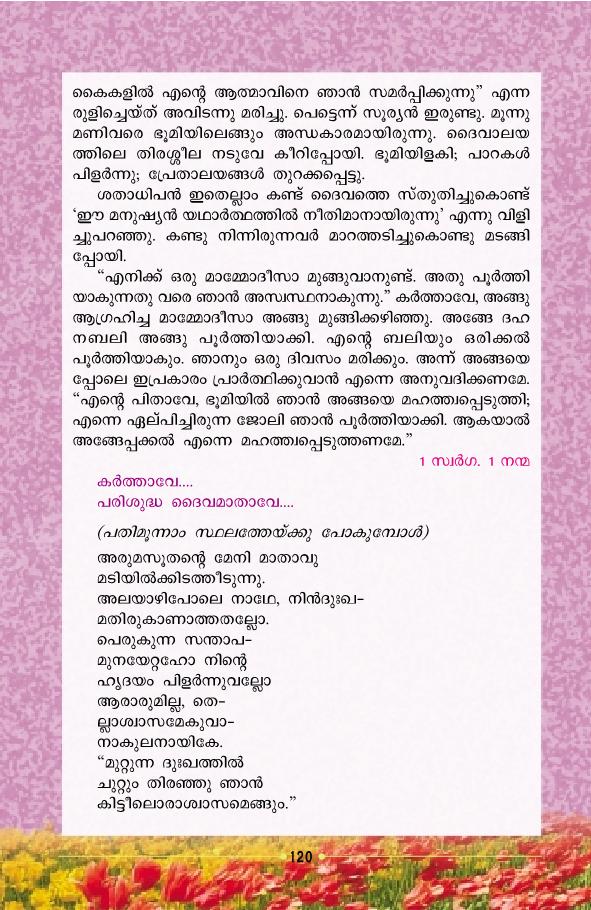 കൈകളിൽ എന്റെ ആത്മാവിനെ ഞാൻ സമർപ്പിക്കുന്നു” എന്ന
രുളിച്ചെയ്ത് അവിടന്നു മരിച്ചു. പെട്ടെന്ന് സൂര്യൻ ഇരുണ്ടു. മൂന്നു
മണിവരെ ഭൂമിയിലെങ്ങും അന്ധകാരമായിരുന്നു. ദൈവാലയ
ത്തിലെ തിരശ്ശീല നടുവേ കീറിപ്പോയി. ഭൂമിയിളകി; പാറകൾ
പിളർന്നു; പ്രേതാലയങ്ങൾ തുറക്കപ്പെട്ടു.
ശതാധിപൻ ഇതെല്ലാം കണ്ട് ദൈവത്തെ സ്തുതിച്ചുകൊണ്ട്
‘ഈ മനുഷ്യൻ യഥാർത്ഥത്തിൽ നീതിമാനായിരുന്നു’ എന്നു വിളി
ച്ചുപറഞ്ഞു. കണ്ടു നിന്നിരുന്നവർ മാറത്തടിച്ചുകൊണ്ടു മടങ്ങി
പ്പോയി.
“എനിക്ക് ഒരു മാമ്മോദീസാ മുങ്ങുവാനുണ്ട്. അതു പൂർത്തി
യാകുന്നതു വരെ ഞാൻ അസ്വസ്ഥനാകുന്നു.” കർത്താവേ, അങ്ങു
ആഗ്രഹിച്ച മാമ്മോദീസാ അങ്ങു മുങ്ങിക്കഴിഞ്ഞു. അങ്ങേ ദഹ
നബലി അങ്ങു പൂർത്തിയാക്കി. എന്റെ ബലിയും ഒരിക്കൽ
പൂർത്തിയാകും. ഞാനും ഒരു ദിവസം മരിക്കും. അന്ന് അങ്ങയെ
പ്പോലെ ഇപ്രകാരം പ്രാർത്ഥിക്കുവാൻ എന്നെ അനുവദിക്കണമേ.
“എന്റെ പിതാവേ, ഭൂമിയിൽ ഞാൻ അങ്ങയെ മഹത്ത്വപ്പെടുത്തി;
എന്നെ ഏല്പിച്ചിരുന്ന ജോലി ഞാൻ പൂർത്തിയാക്കി. ആകയാൽ
അങ്ങേപ്പക്കൽ എന്നെ മഹത്ത്വപ്പെടുത്തണമേ.”
1 സ്വർഗ. 1 നന്മ
കർത്താവേ....
പരിശുദ്ധ ദൈവമാതാവേ....
(പതിമൂന്നാം സ്ഥലത്തേയ്ക്കു പോകുമ്പോൾ)
അരുമസുതന്റെ മേനി മാതാവു
മടിയിൽക്കിടത്തീടുന്നു.
അലയാഴിപോലെ നാഥേ, നിൻദുഃഖ-
മതിരുകാണാത്തതല്ലോ.
പെരുകുന്ന സന്താപ-
മുനയേറ്റഹോ നിന്റെ
ഹൃദയം പിളർന്നുവല്ലോ
ആരാരുമില്ല, തെ-
ല്ലാശ്വാസമേകുവാ-
നാകുലനായികേ.
“മുറ്റുന്ന ദുഃഖത്തിൽ
ചുറ്റും തിരഞ്ഞു ഞാൻ
കിട്ടീലൊരാശ്വാസമെങ്ങും.”
120